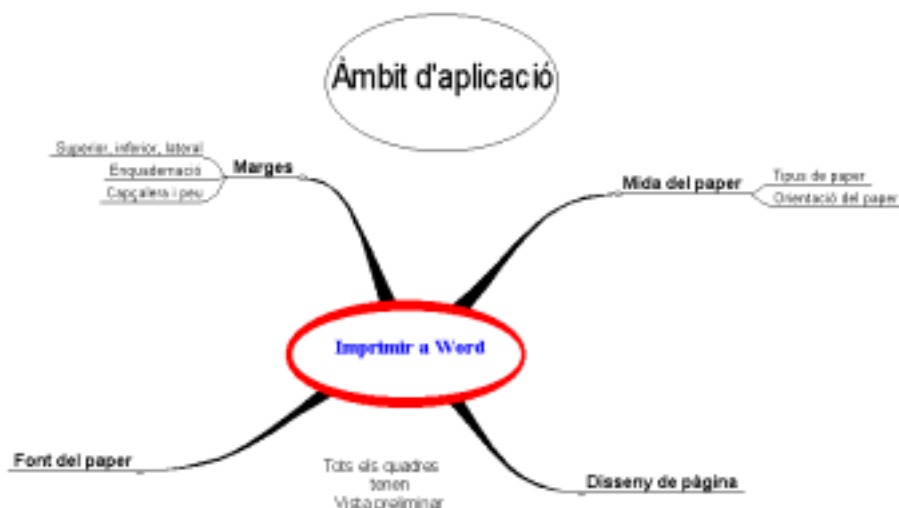 Àmbit d'aplicació
Superior, inferior, lateral
Enquadernació
Capçalera i peu
Marges
Mida del paper
Tipus de paper
Orientació del paper
Imprimir a Word
Font del paper
Tots els quadres
tenen
Vista preliminar
Disseny de pàgina